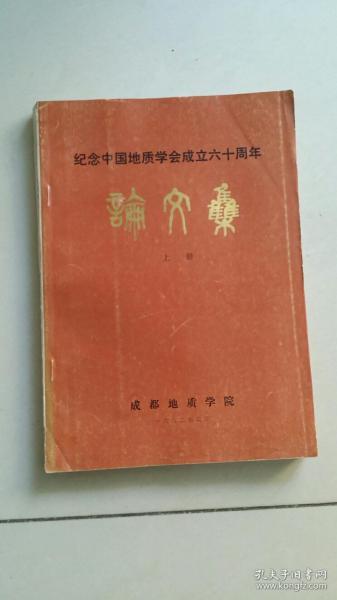 纪念中国地质学会成立六十周年
論文集
上册
成都地质学院
孔夫子旧书网